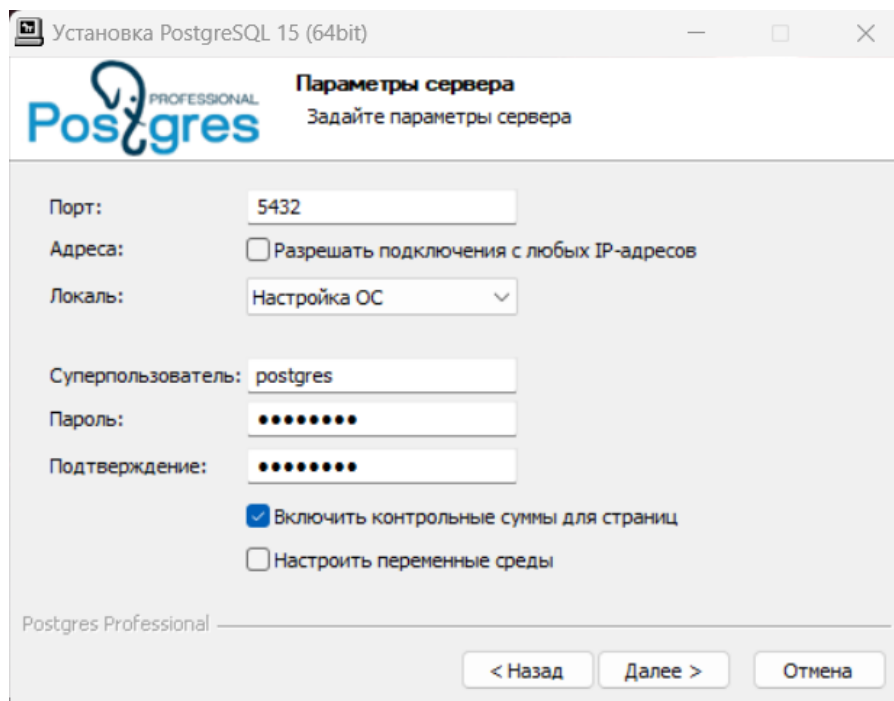 Установка PostgreSQL 15 (64bit)
PROFESSIONAL
Postgres
Параметры сервера
Задайте параметры сервера
Порт: 5432
Адреса: Разрешать подключения с любых IP-адресов
Локаль: Настройка ОС
Суперпользователь: postgres
Пароль: ••••••••
Подтверждение: ••••••••
Включить контрольные суммы для страниц
Настроить переменные среды
Postgres Professional
< Назад Далее > Отмена